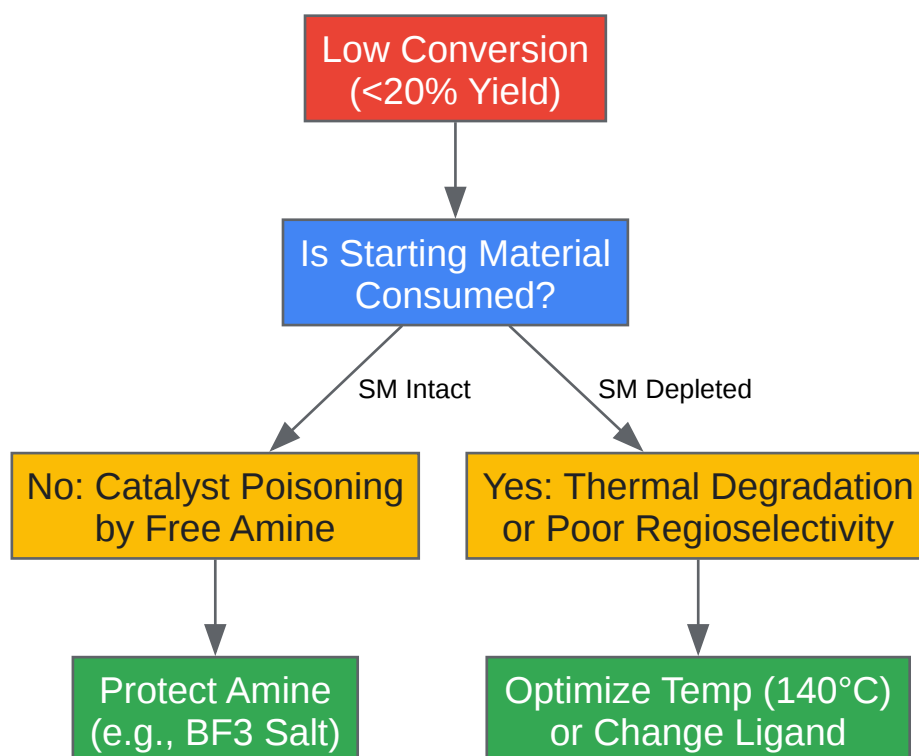 Low Conversion
(<20% Yield)
Is Starting Material
Consumed?
SM Intact
SM Depleted
No: Catalyst Poisoning
by Free Amine
Yes: Thermal Degradation
or Poor Regioselectivity
Protect Amine
(e.g., BF3 Salt)
Optimize Temp (140°C)
or Change Ligand